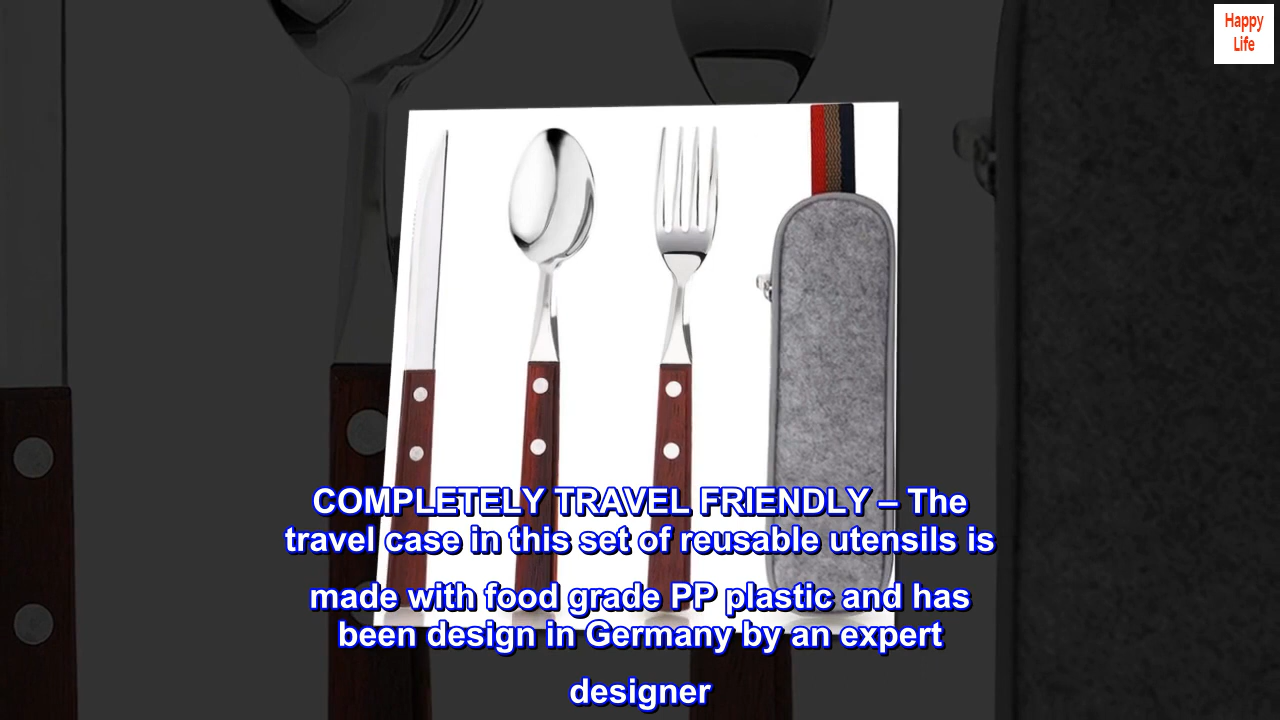 Happy
Life
COMPLETELY TRAVEL FRIENDLY – The
travel case in this set of reusable utensils is
made with food grade PP plastic and has
been design in Germany by an expert
designer